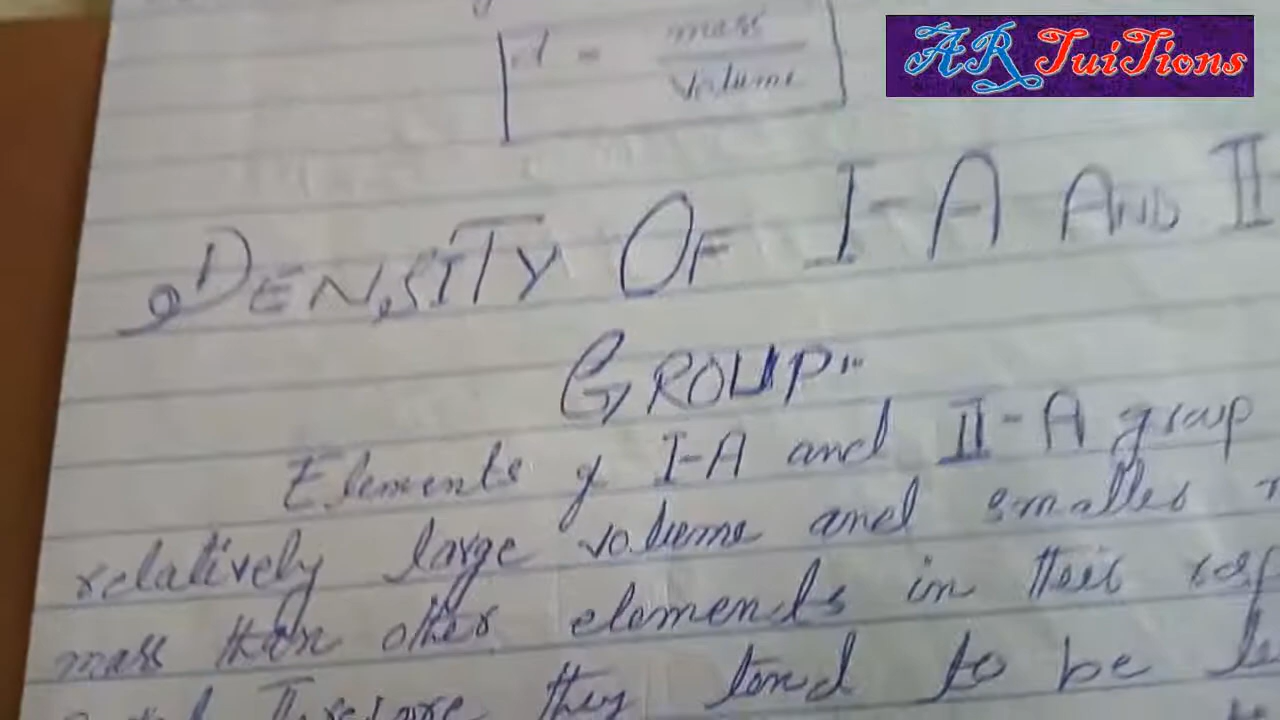 d = mass
volume
AR TuiTions
DENSITY OF I-A AND II
GROUP:-
Elements of I-A and II-A group
relatively large volume and smaller
mass than other elements in their
Therefore they tend to be